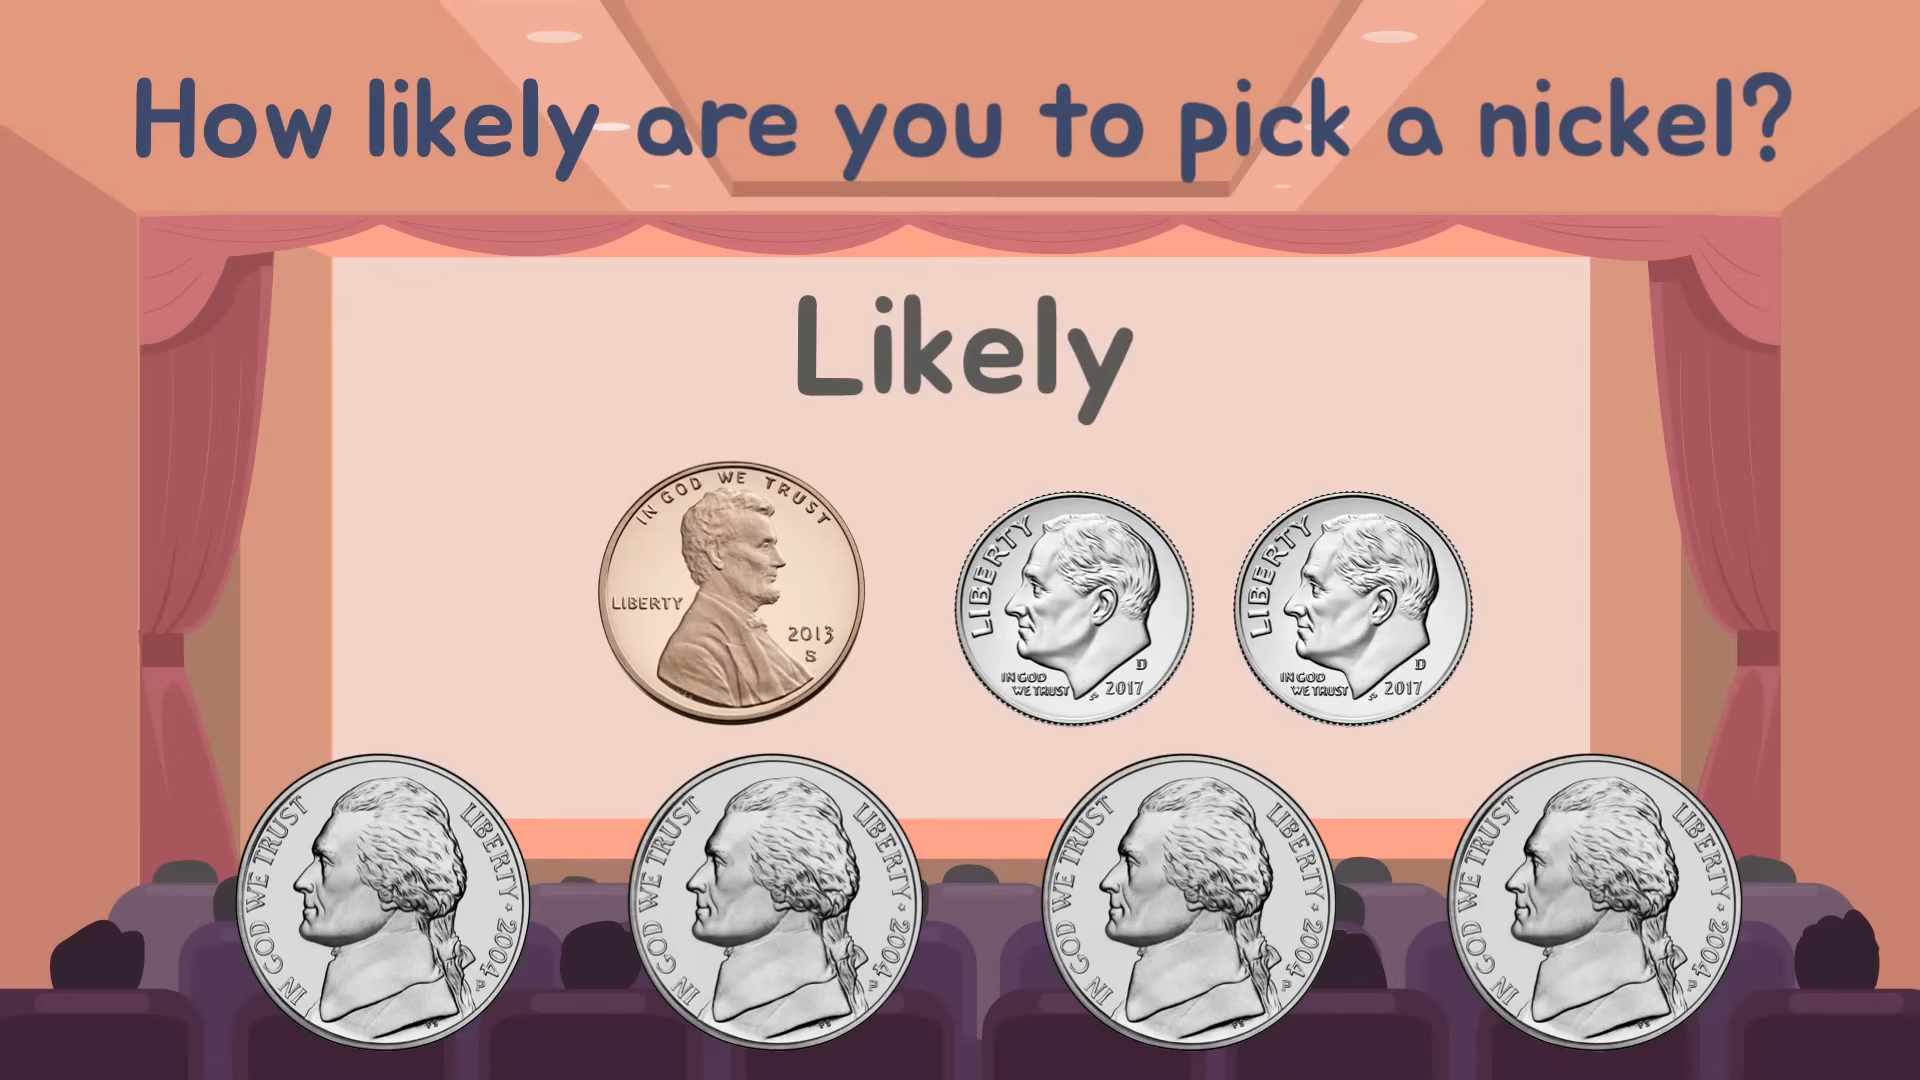 How likely are you to pick a nickel?
Likely
IN GOD WE TRUST
LIBERTY
2013
S
LIBERTY
IN GOD
WE TRUST
D
2017
LIBERTY
IN GOD
WE TRUST
D
2017
IN GOD WE TRUST
LIBERTY * 2004
P
IN GOD WE TRUST
LIBERTY * 2004
P
IN GOD WE TRUST
LIBERTY * 2004
P
IN GOD WE TRUST
LIBERTY * 2004
P